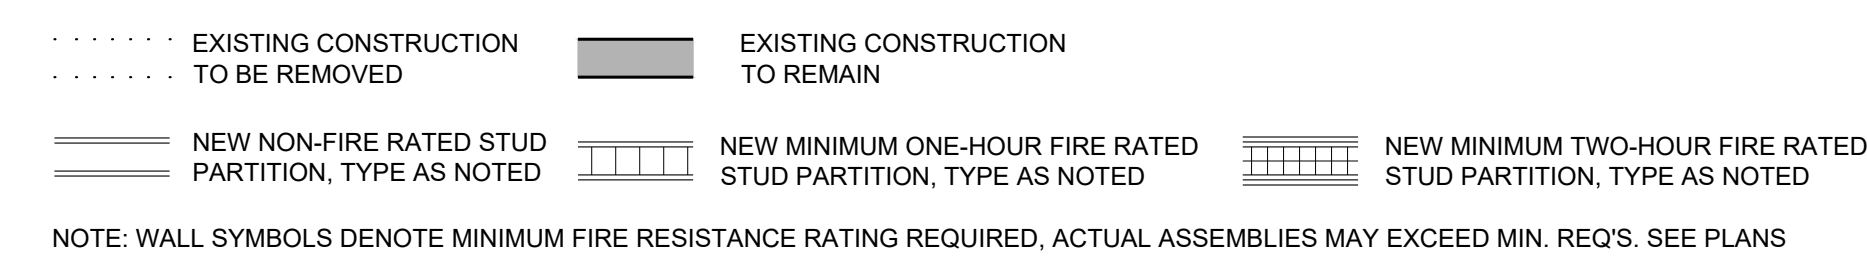 EXISTING CONSTRUCTION
TO BE REMOVED
EXISTING CONSTRUCTION
TO REMAIN
NEW NON-FIRE RATED STUD
PARTITION, TYPE AS NOTED
NEW MINIMUM ONE-HOUR FIRE RATED
STUD PARTITION, TYPE AS NOTED
NEW MINIMUM TWO-HOUR FIRE RATED
STUD PARTITION, TYPE AS NOTED
NOTE: WALL SYMBOLS DENOTE MINIMUM FIRE RESISTANCE RATING REQUIRED, ACTUAL ASSEMBLIES MAY EXCEED MIN. REQ'S. SEE PLANS